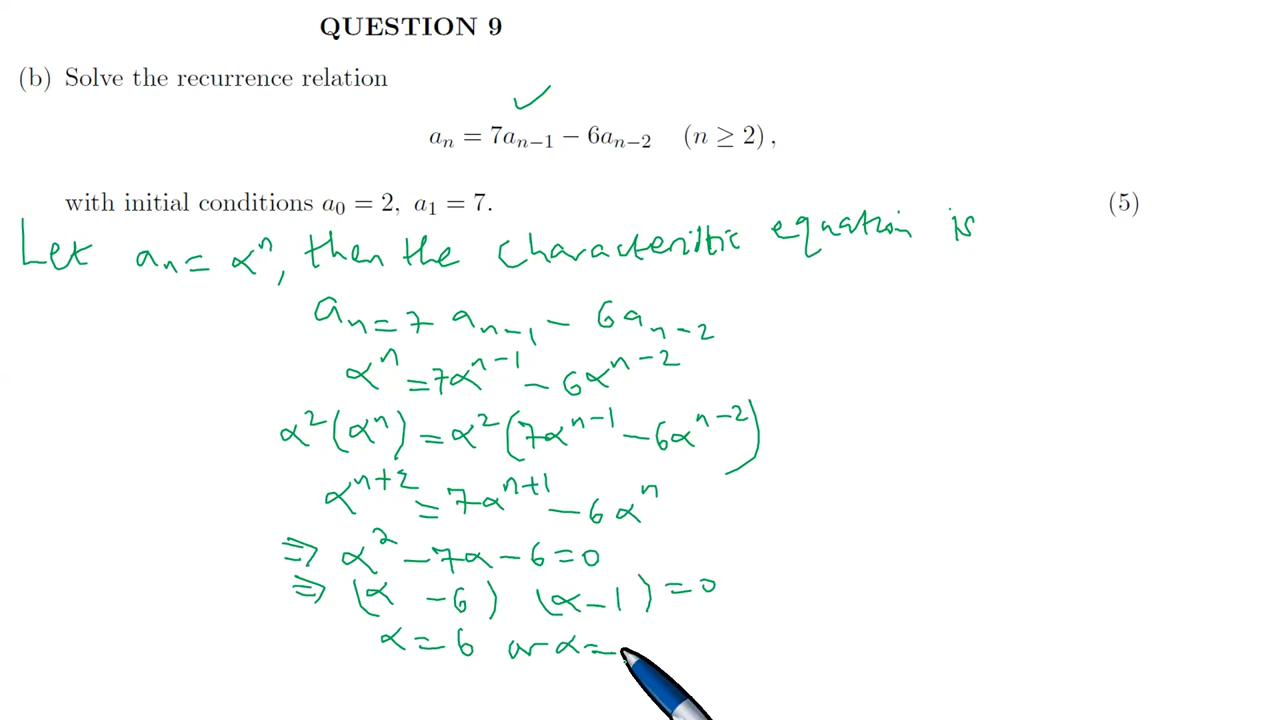 QUESTION 9
(b) Solve the recurrence relation
aₙ = 7aₙ₋₁ − 6aₙ₋₂ (n ≥ 2),
with initial conditions a₀ = 2, a₁ = 7. (5)
Let aₙ = αⁿ, then the characteristic equation is
aₙ = 7 aₙ₋₁ − 6aₙ₋₂
αⁿ = 7αⁿ⁻¹ − 6αⁿ⁻²
α²(αⁿ) = α²(7αⁿ⁻¹ − 6αⁿ⁻²)
αⁿ⁺² = 7αⁿ⁺¹ − 6αⁿ
⇒ α² − 7α − 6 = 0
⇒ (α − 6) (α − 1) = 0
α = 6 or α =